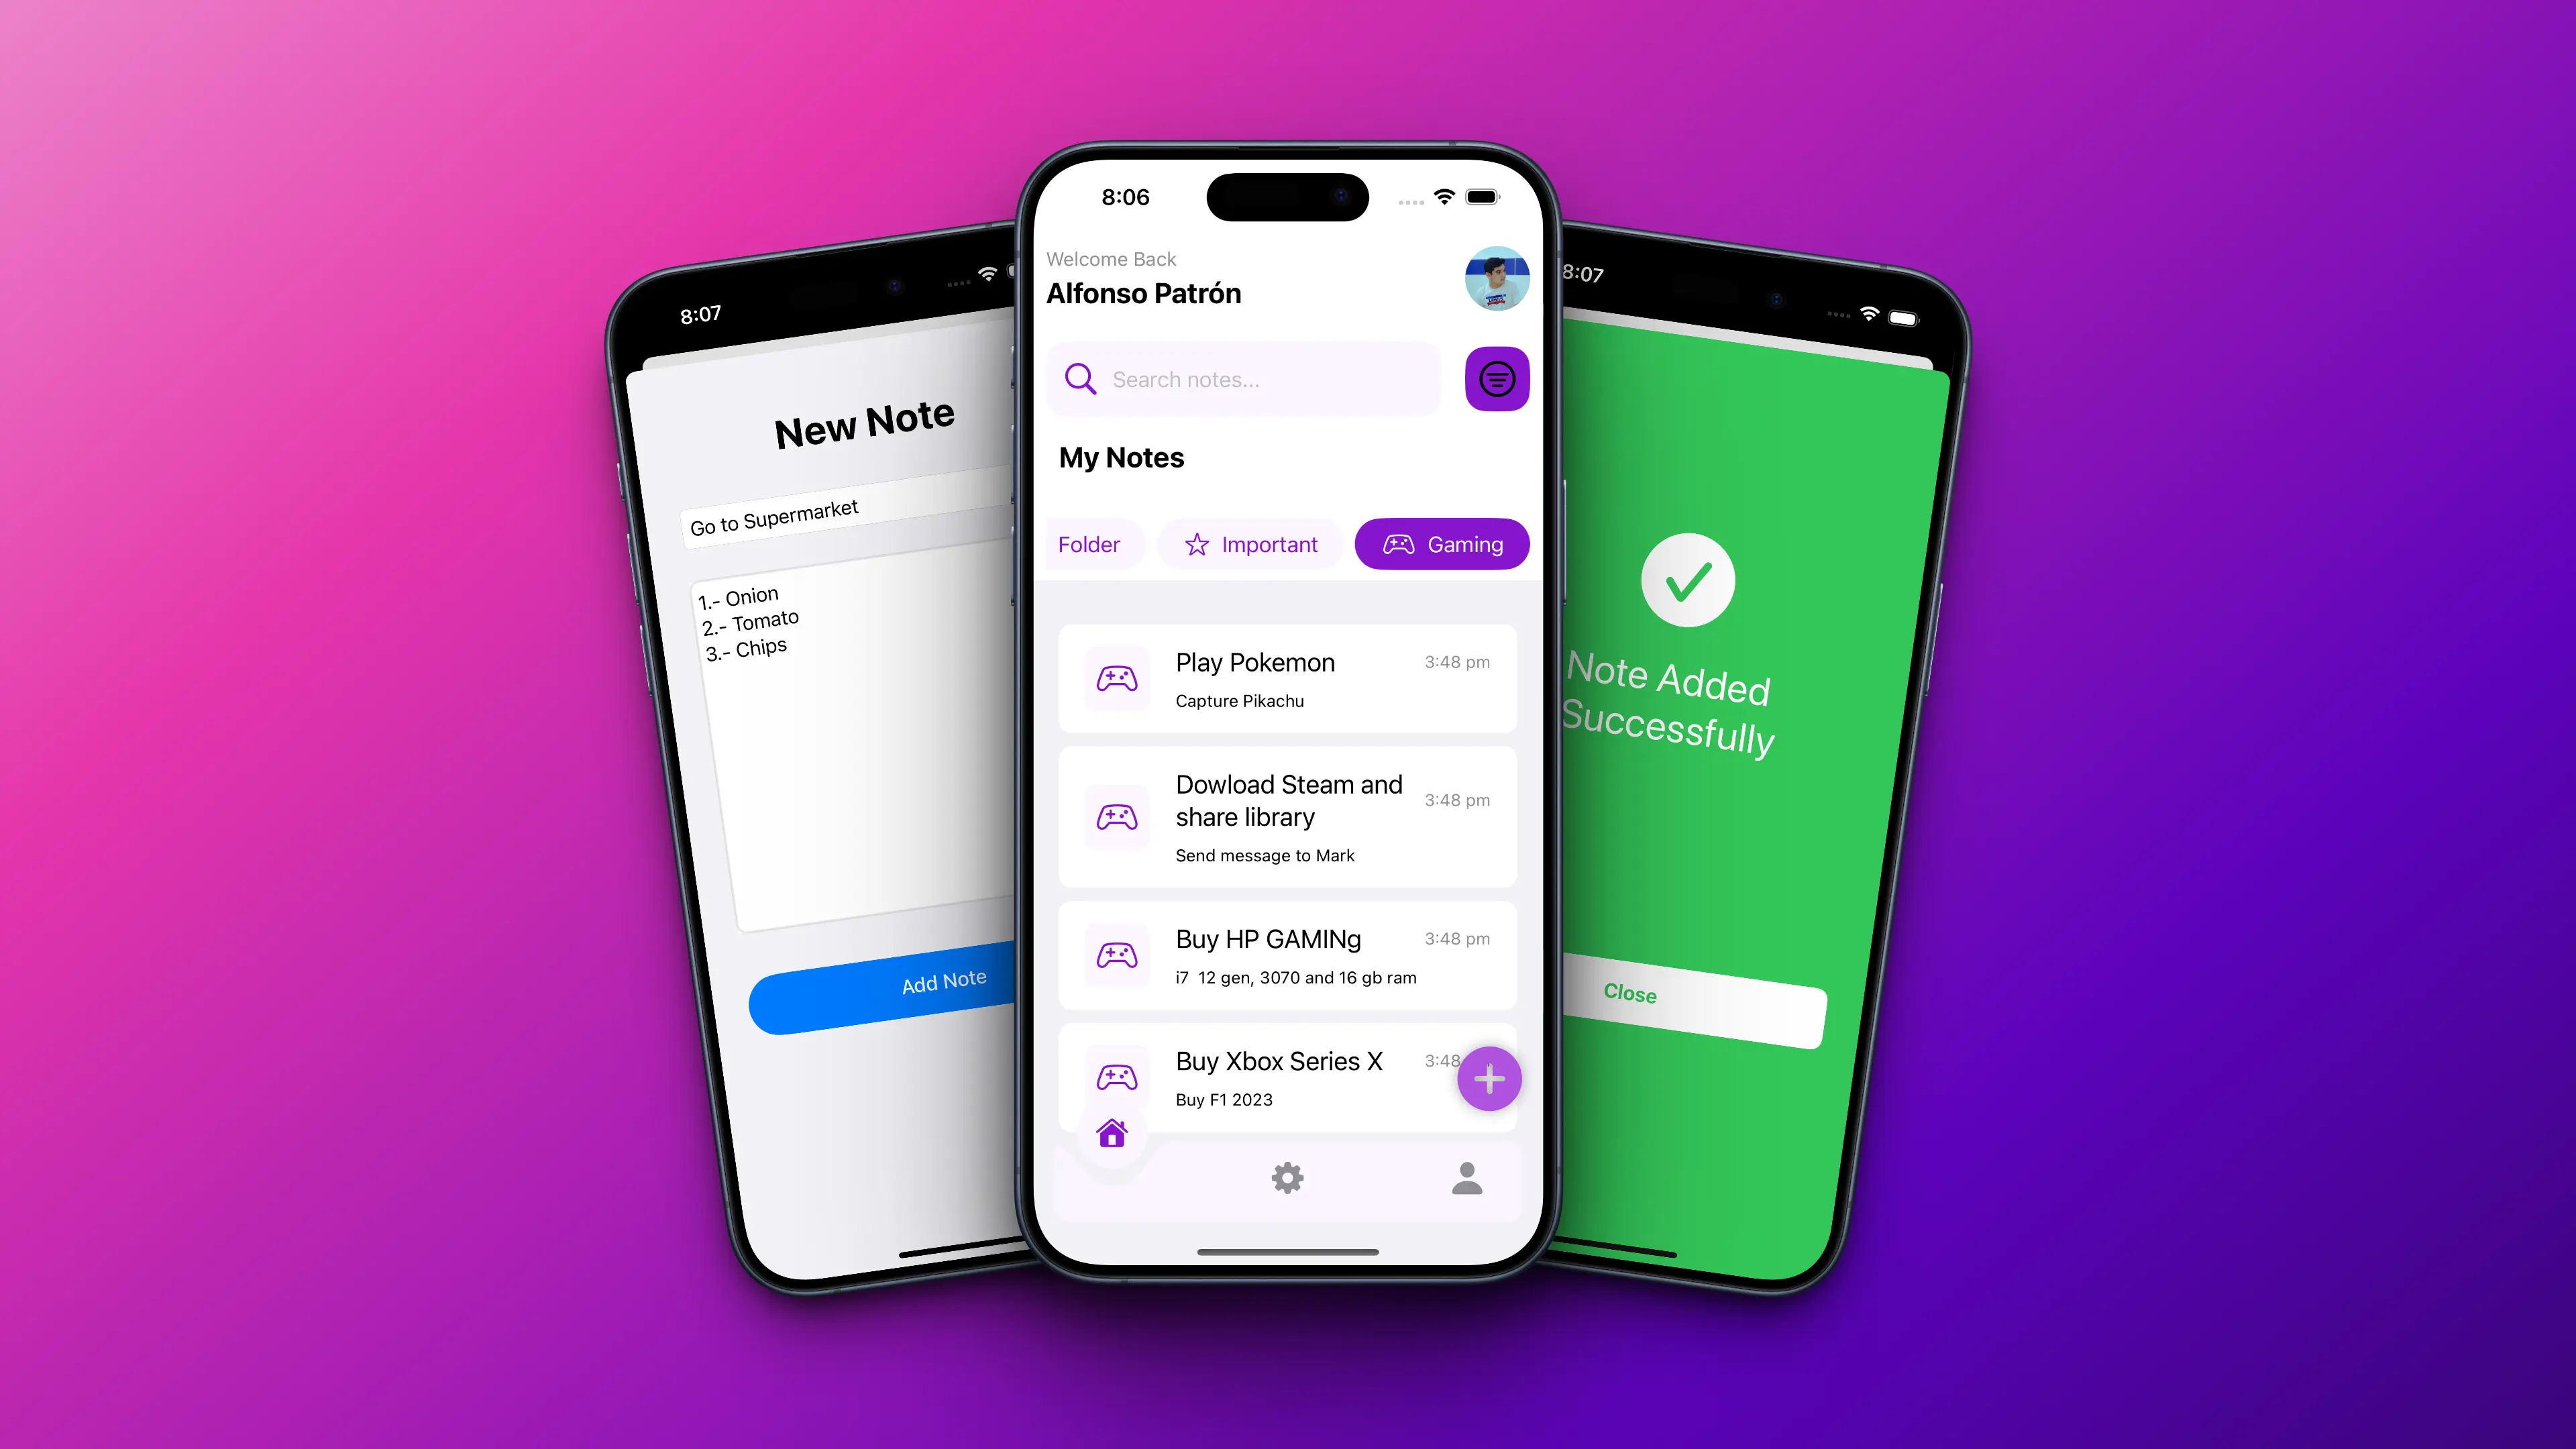 8:07
New Note
Go to Supermarket
1.- Onion
2.- Tomato
3.- Chips
Add Note
8:06
Welcome Back
Alfonso Patrón
Search notes...
My Notes
Folder
Important
Gaming
Play Pokemon
3:48 pm
Capture Pikachu
Dowload Steam and
share library
3:48 pm
Send message to Mark
Buy HP GAMINg
3:48 pm
i7  12 gen, 3070 and 16 gb ram
Buy Xbox Series X
3:48
Buy F1 2023
8:07
Note Added
Successfully
Close